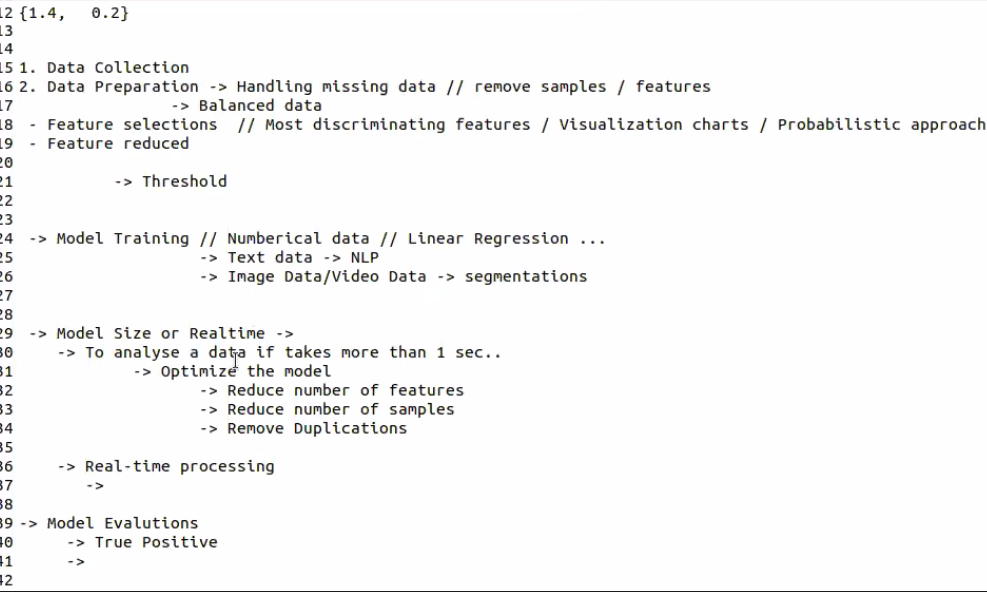 12 {1.4,   0.2}
13
14
15 1. Data Collection
16 2. Data Preparation -> Handling missing data // remove samples / features
17                 -> Balanced data
18  - Feature selections  // Most discriminating features / Visualization charts / Probabilistic approach
19  - Feature reduced
20
21           -> Threshold
22
23
24  -> Model Training // Numberical data // Linear Regression ...
25                    -> Text data -> NLP
26                    -> Image Data/Video Data -> segmentations
27
28
29  -> Model Size or Realtime ->
30     -> To analyse a data if takes more than 1 sec..
31             -> Optimize the model
32                    -> Reduce number of features
33                    -> Reduce number of samples
34                    -> Remove Duplications
35
36     -> Real-time processing
37        ->
38
39 -> Model Evalutions
40      -> True Positive
41      ->
42